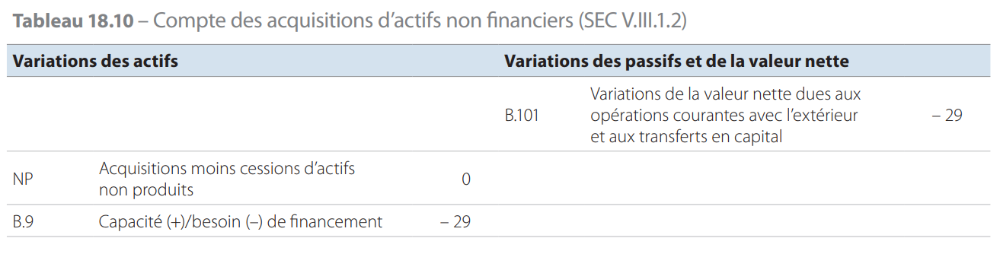 Tableau 18.10 – Compte des acquisitions d’actifs non financiers (SEC V.III.1.2)
Variations des actifs Variations des passifs et de la valeur nette
B.101 Variations de la valeur nette dues aux
opérations courantes avec l’extérieur
et aux transferts en capital – 29
NP Acquisitions moins cessions d’actifs
non produits 0
B.9 Capacité (+)/besoin (–) de financement – 29